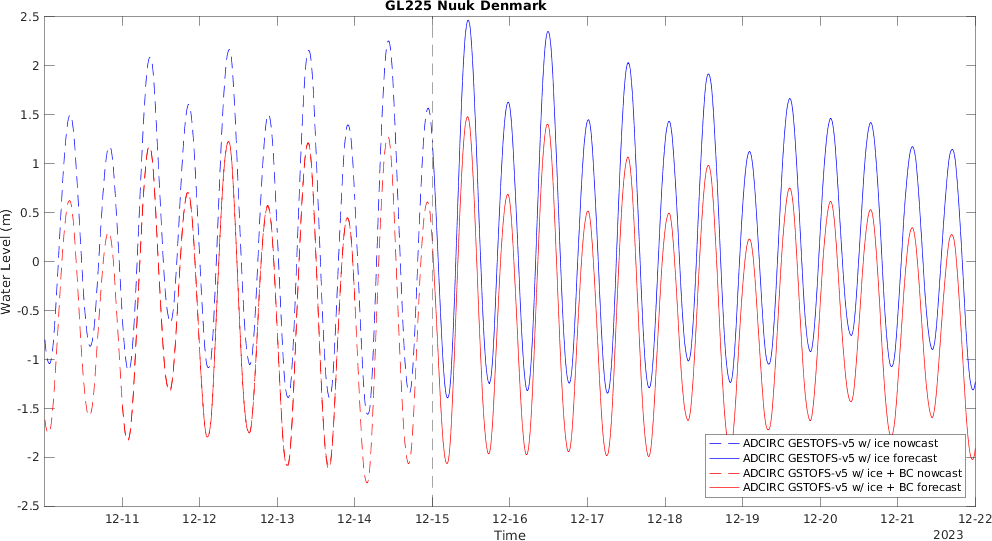 GL225 Nuuk Denmark
2.5
2
1.5
1
0.5
0
-0.5
-1
-1.5
-2
-2.5
Water Level (m)
ADCIRC GESTOFS-v5 w/ ice nowcast
ADCIRC GESTOFS-v5 w/ ice forecast
ADCIRC GSTOFS-v5 w/ ice + BC nowcast
ADCIRC GSTOFS-v5 w/ ice + BC forecast
12-11 12-12 12-13 12-14 12-15 12-16 12-17 12-18 12-19 12-20 12-21 12-22
Time
2023